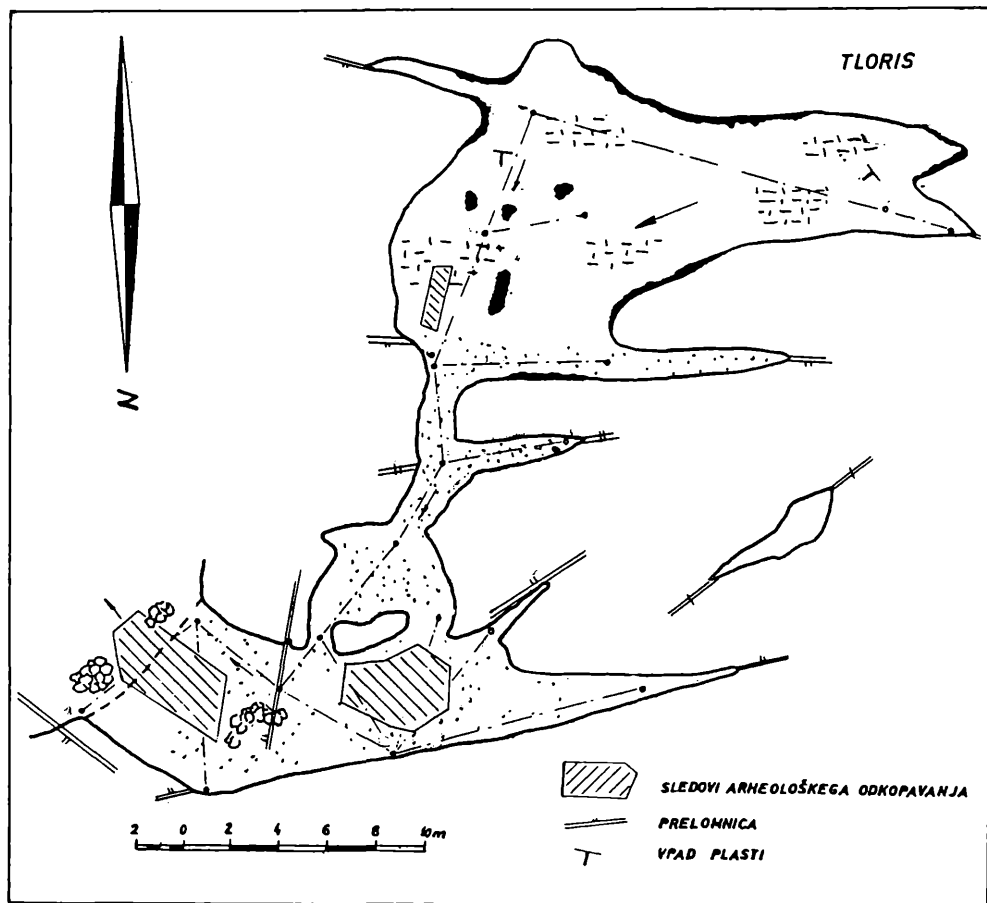 TLORIS
N
SLEDOVI ARHEOLOŠKEGA ODKOPAVANJA
PRELOMNICA
VPAD PLASTI
2 0 2 4 6 8 10m